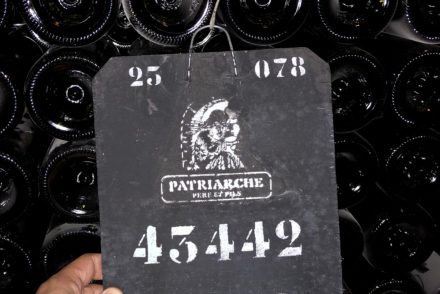 25 078
PATRIARCHE
PERE ET FILS
43442